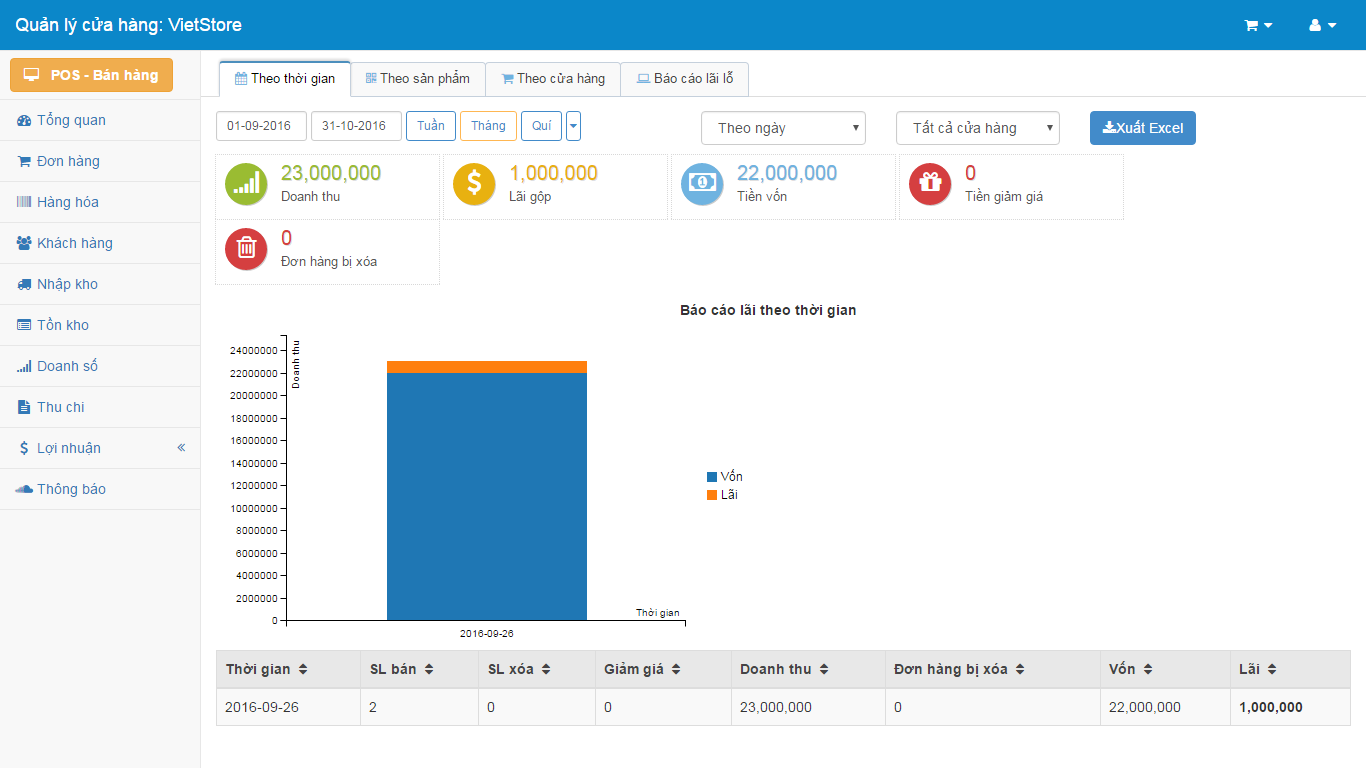 Quản lý cửa hàng: VietStore
POS - Bán hàng
Tổng quan
Đơn hàng
Hàng hóa
Khách hàng
Nhập kho
Tồn kho
Doanh số
Thu chi
Lợi nhuận
Thông báo
Theo thời gian Theo sản phẩm Theo cửa hàng Báo cáo lãi lỗ
01-09-2016 31-10-2016 Tuần Tháng Quí Theo ngày Tất cả cửa hàng Xuất Excel
23,000,000 1,000,000 22,000,000 0
Doanh thu Lãi gộp Tiền vốn Tiền giảm giá
0
Đơn hàng bị xóa
Báo cáo lãi theo thời gian
Doanh thu
24000000
22000000
20000000
18000000
16000000
14000000
12000000
10000000
8000000
6000000
4000000
2000000
0
Vốn
Lãi
Thời gian
2016-09-26
Thời gian SL bán SL xóa Giảm giá Doanh thu Đơn hàng bị xóa Vốn Lãi
2016-09-26 2 0 0 23,000,000 0 22,000,000 1,000,000